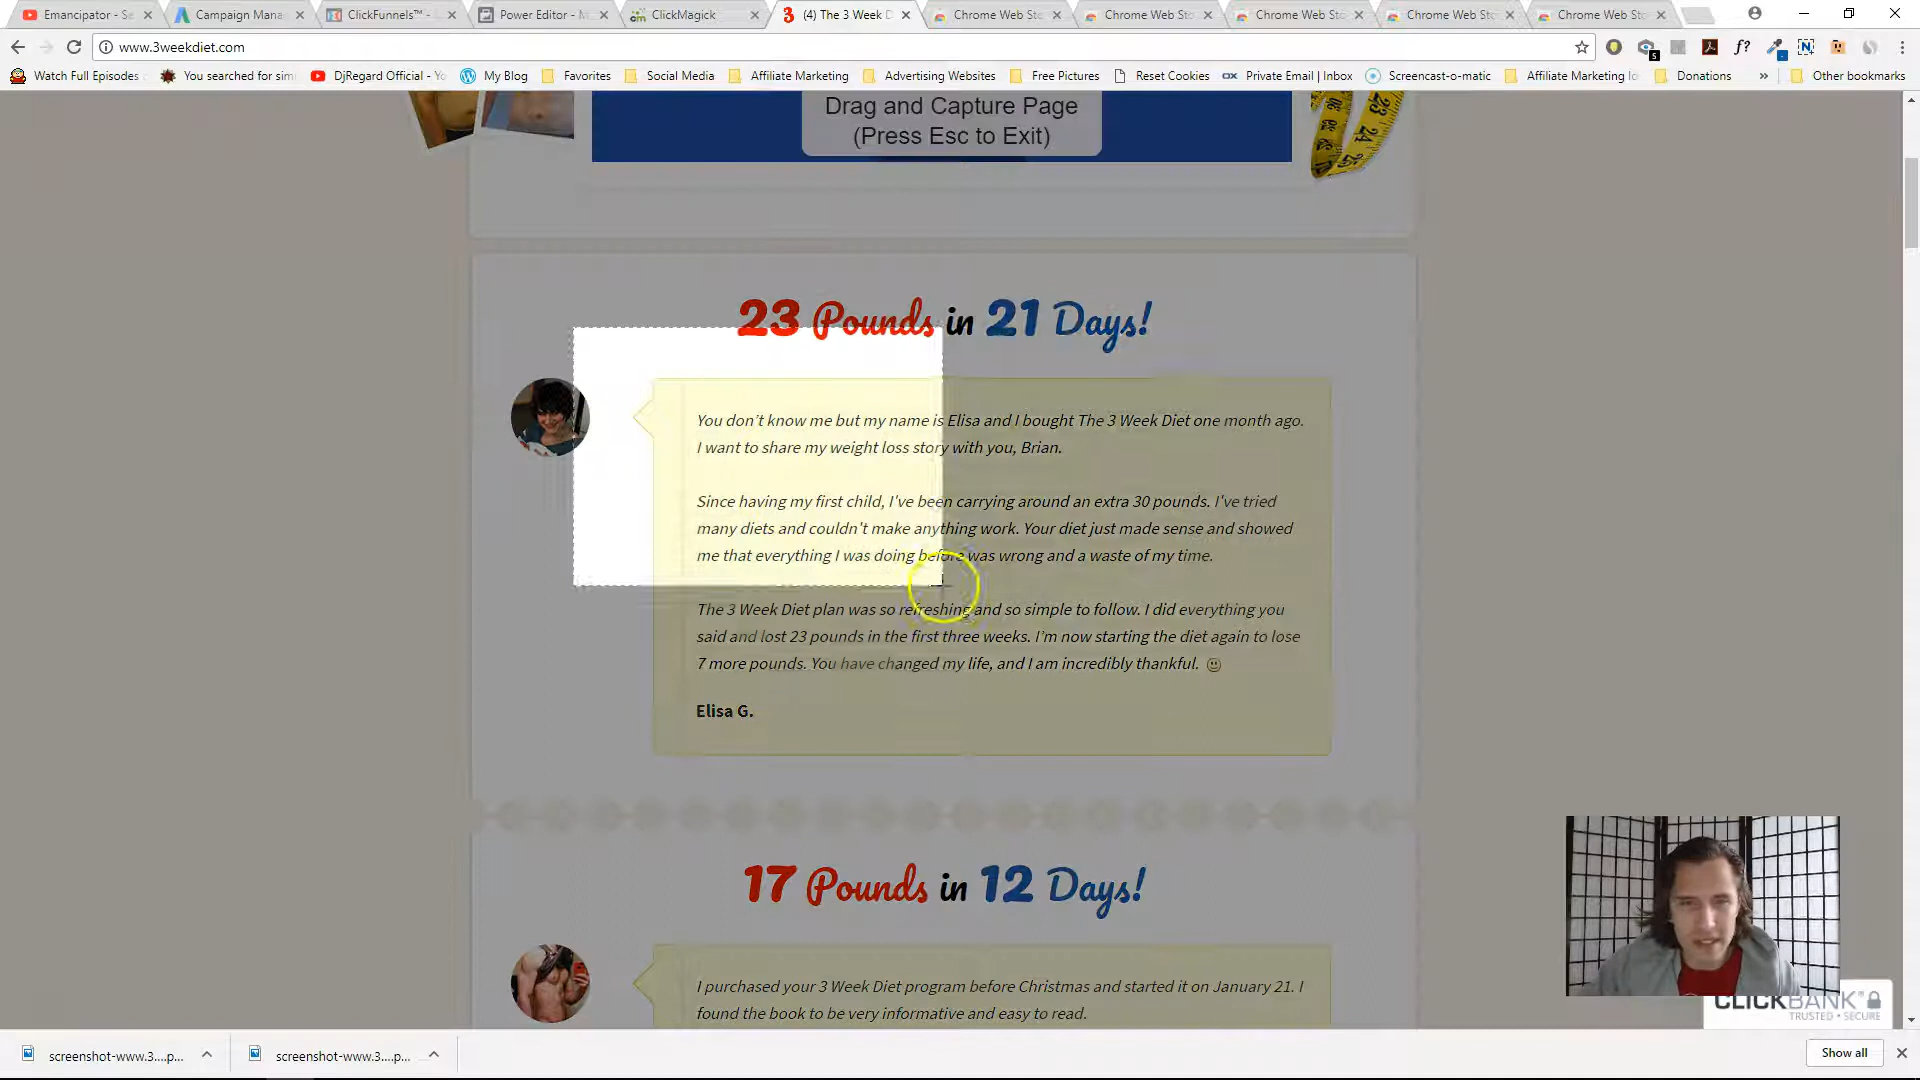 Emancipator - Se
Campaign Mana
ClickFunnels™ -
Power Editor - M
ClickMagick
(4) The 3 Week D
Chrome Web Sto
Chrome Web Sto
Chrome Web Sto
Chrome Web Sto
Chrome Web Sto
www.3weekdiet.com
Watch Full Episodes
You searched for sim
DjRegard Official - Yo
My Blog
Favorites
Social Media
Affiliate Marketing
Advertising Websites
Free Pictures
Reset Cookies
Private Email | Inbox
Screencast-o-matic
Affiliate Marketing Io
Donations
»
Other bookmarks
Drag and Capture Page
(Press Esc to Exit)
23 Pounds in 21 Days!
You don't know me but my name is Elisa and I bought The 3 Week Diet one month ago.
I want to share my weight loss story with you, Brian.
Since having my first child, I've been carrying around an extra 30 pounds. I've tried
many diets and couldn't make anything work. Your diet just made sense and showed
me that everything I was doing before was wrong and a waste of my time.
The 3 Week Diet plan was so refreshing and so simple to follow. I did everything you
said and lost 23 pounds in the first three weeks. I'm now starting the diet again to lose
7 more pounds. You have changed my life, and I am incredibly thankful.
Elisa G.
17 Pounds in 12 Days!
I purchased your 3 Week Diet program before Christmas and started it on January 21. I
found the book to be very informative and easy to read.
CLICKBANK®
TRUSTED • SECURE
screenshot-www.3....p...
screenshot-www.3....p...
Show all